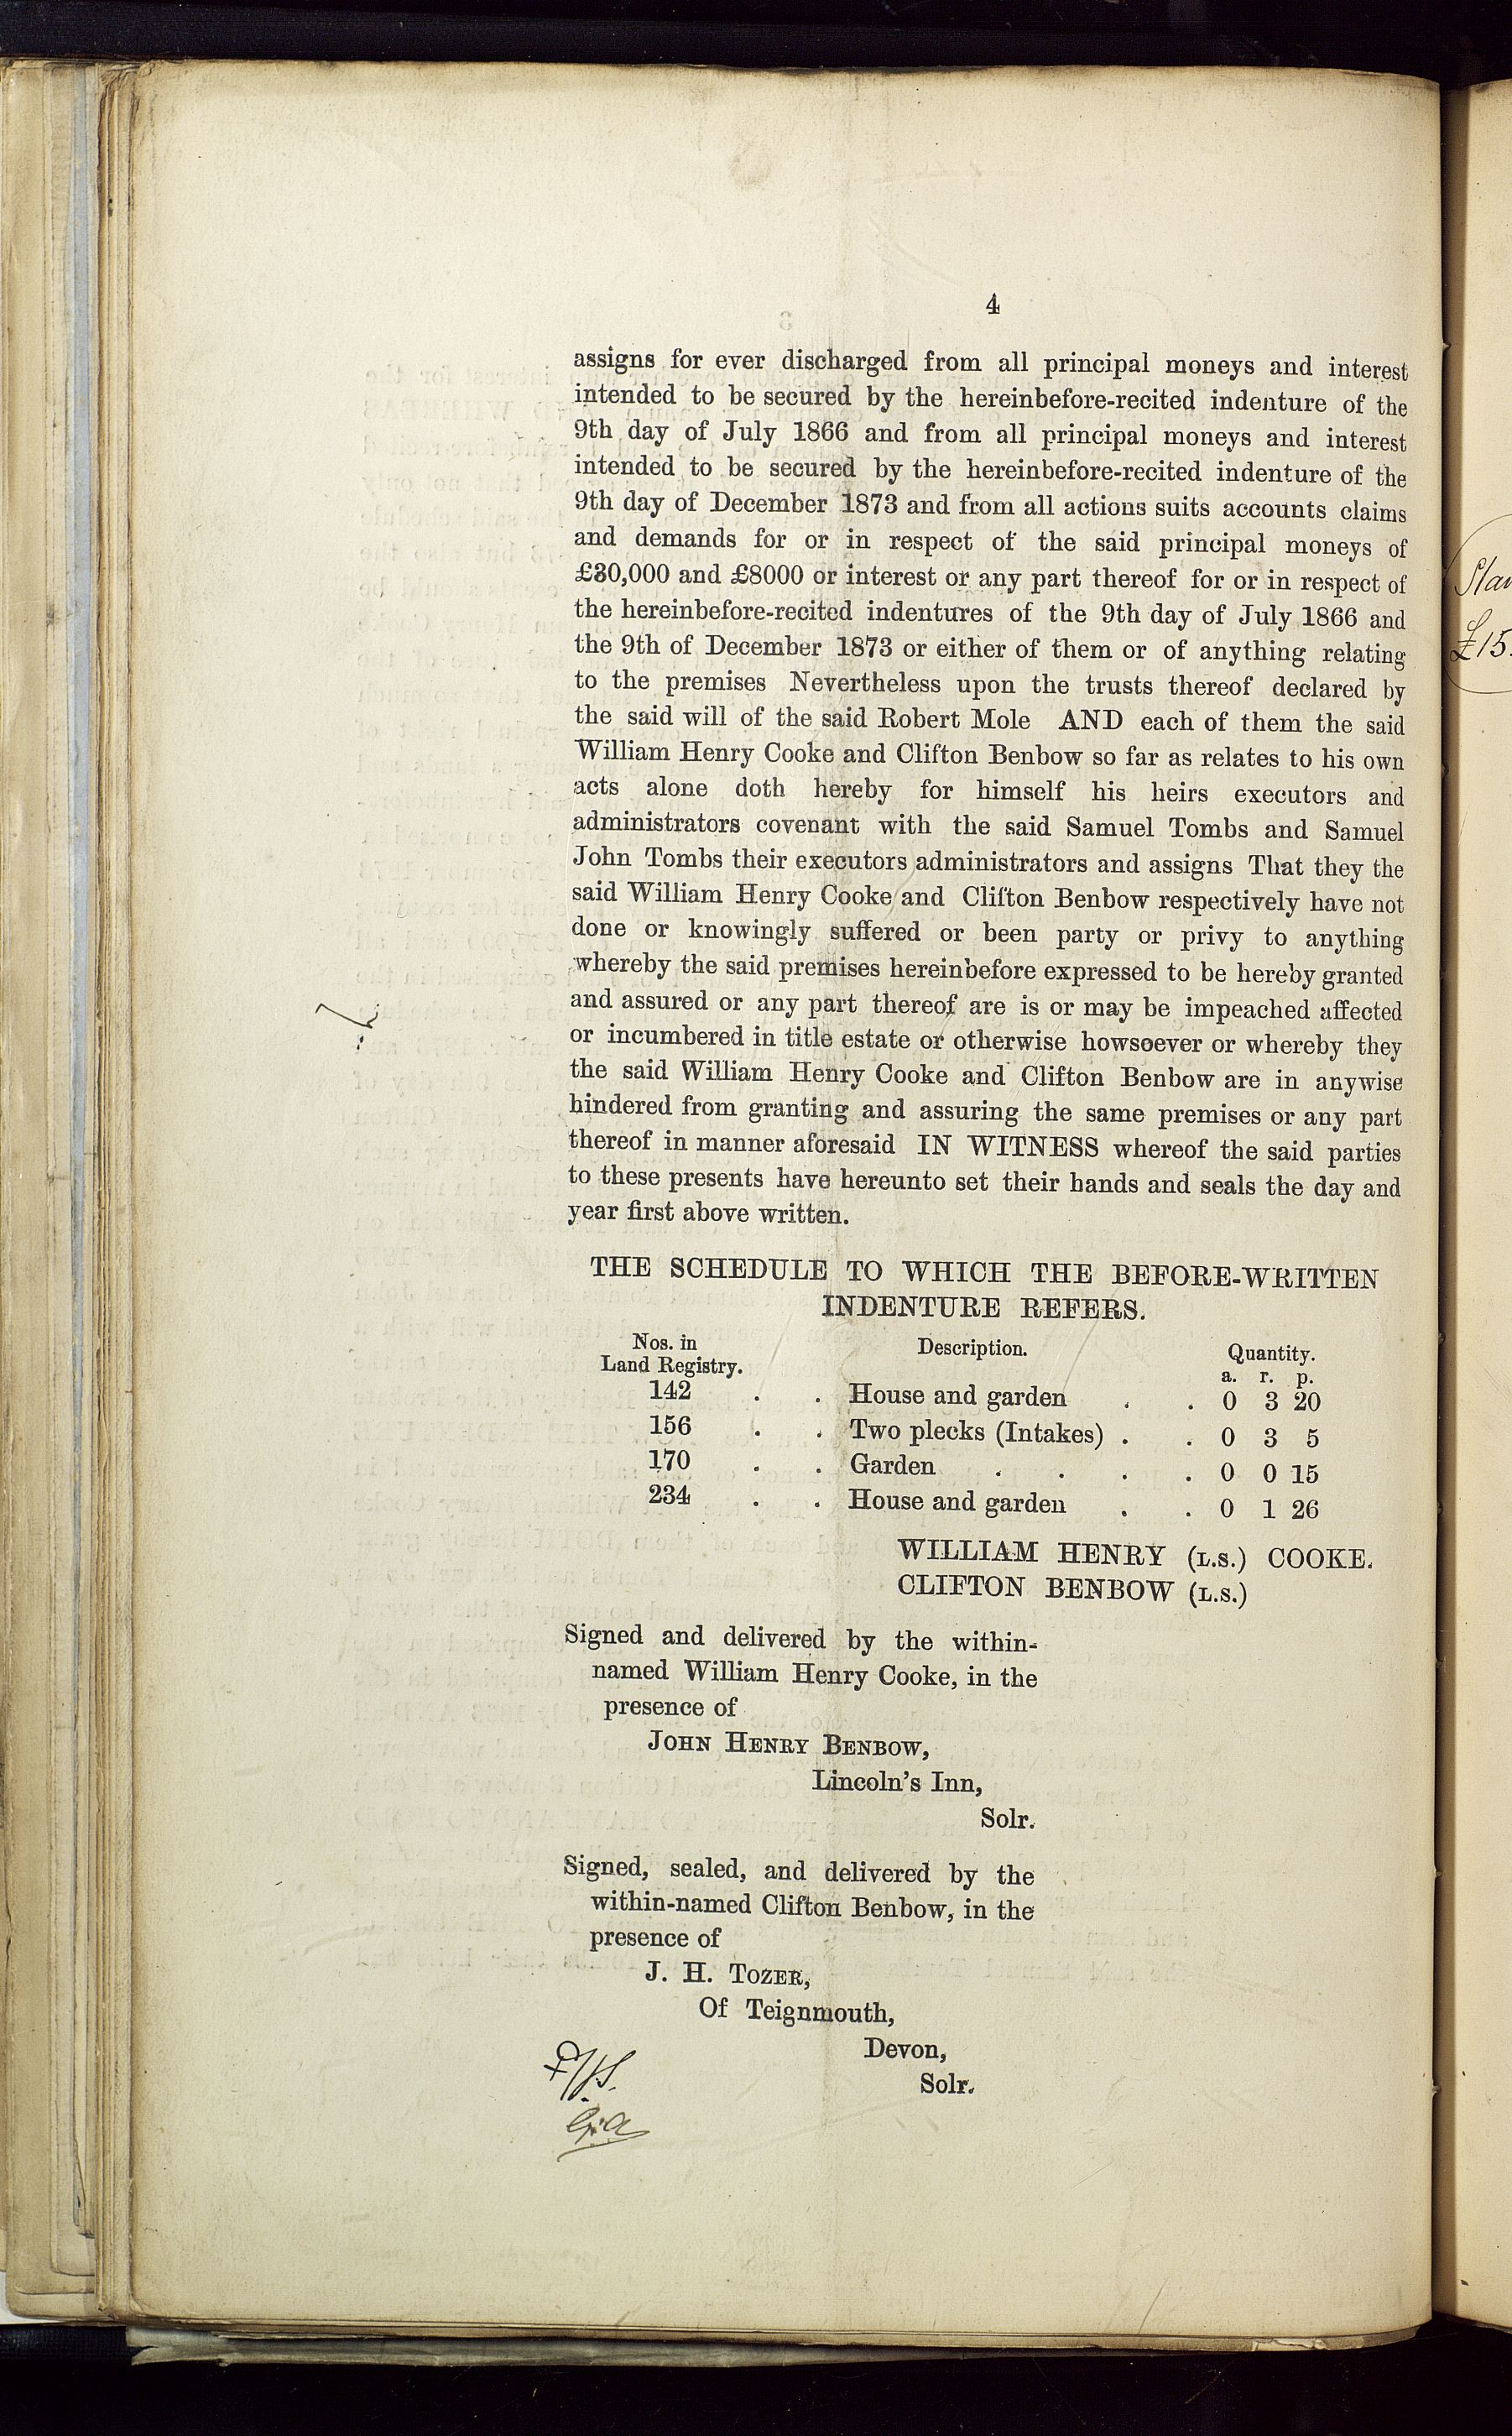 4
assigns for ever discharged from all principal moneys and interest
intended to be secured by the hereinbefore-recited indenture of the
9th day of July 1866 and from all principal moneys and interest
intended to be secured by the hereinbefore-recited indenture of the
9th day of December 1873 and from all actions suits accounts claims
and demands for or in respect of the said principal moneys of
£30,000 and £8000 or interest or any part thereof for or in respect of
the hereinbefore-recited indentures of the 9th day of July 1866 and
the 9th of December 1873 or either of them or of anything relating
to the premises Nevertheless upon the trusts thereof declared by
the said will of the said Robert Mole AND each of them the said
William Henry Cooke and Clifton Benbow so far as relates to his own
acts alone doth hereby for himself his heirs executors and
administrators covenant with the said Samuel Tombs and Samuel
John Tombs their executors administrators and assigns That they the
said William Henry Cooke and Clifton Benbow respectively have not
done or knowingly suffered or been party or privy to anything
whereby the said premises hereinbefore expressed to be hereby granted
and assured or any part thereof are is or may be impeached affected
or incumbered in title estate or otherwise howsoever or whereby they
the said William Henry Cooke and Clifton Benbow are in anywise
hindered from granting and assuring the same premises or any part
thereof in manner aforesaid IN WITNESS whereof the said parties
to these presents have hereunto set their hands and seals the day and
year first above written.
THE SCHEDULE TO WHICH THE BEFORE-WRITTEN
INDENTURE REFERS.
Nos. in Description. Quantity.
Land Registry. a. r. p.
142 . . House and garden . . 0 3 20
156 . . Two plecks (Intakes) . . 0 3 5
170 . . Garden . . . . 0 0 15
234 . . House and garden . . 0 1 26
WILLIAM HENRY (L.S.) COOKE.
CLIFTON BENBOW (L.S.)
Signed and delivered by the within-
named William Henry Cooke, in the
presence of
JOHN HENRY BENBOW,
Lincoln's Inn,
Solr.
Signed, sealed, and delivered by the
within-named Clifton Benbow, in the
presence of
J. H. TOZER,
Of Teignmouth,
Devon,
Solr.
£15